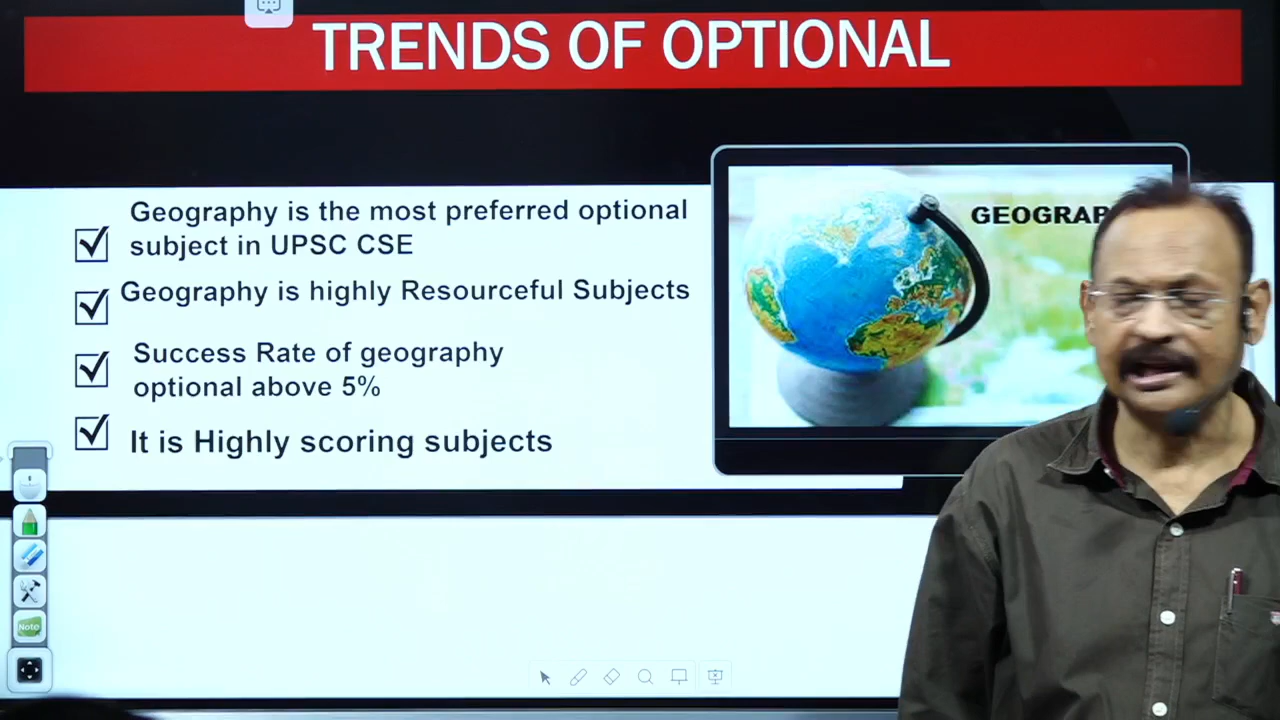 TRENDS OF OPTIONAL
Geography is the most preferred optional
subject in UPSC CSE
Geography is highly Resourceful Subjects
Success Rate of geography
optional above 5%
It is Highly scoring subjects
GEOGRAP
Note